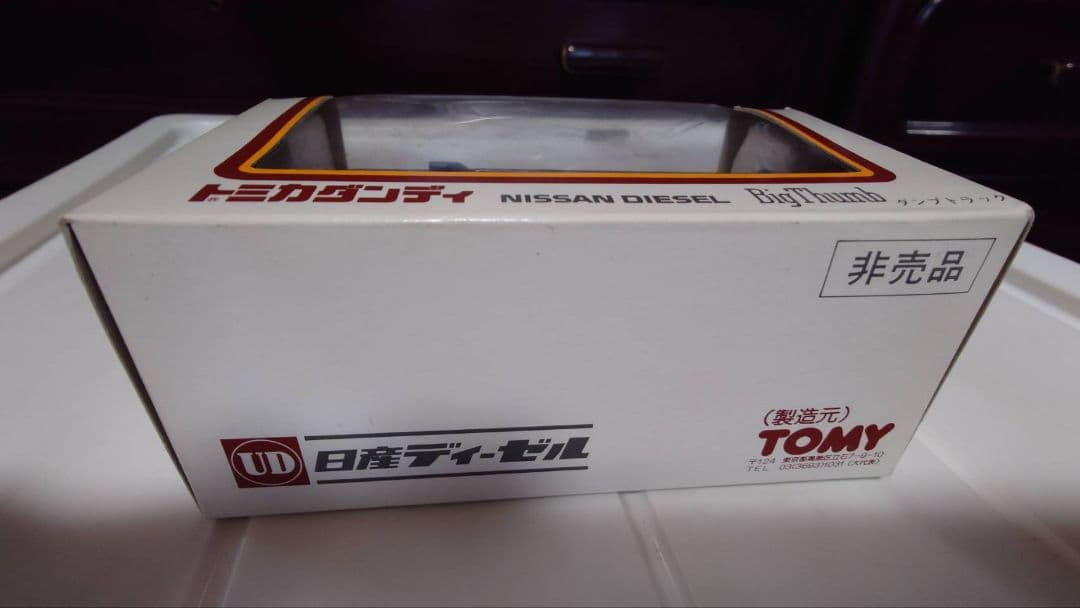 トミカダンディ NISSAN DIESEL BigThumb ダンプトラック
非売品
UD 日産ディーゼル
(製造元)
TOMY
〒124 東京都葛飾区立石7-9-10
TEL 03(3693)1031 (大代表)